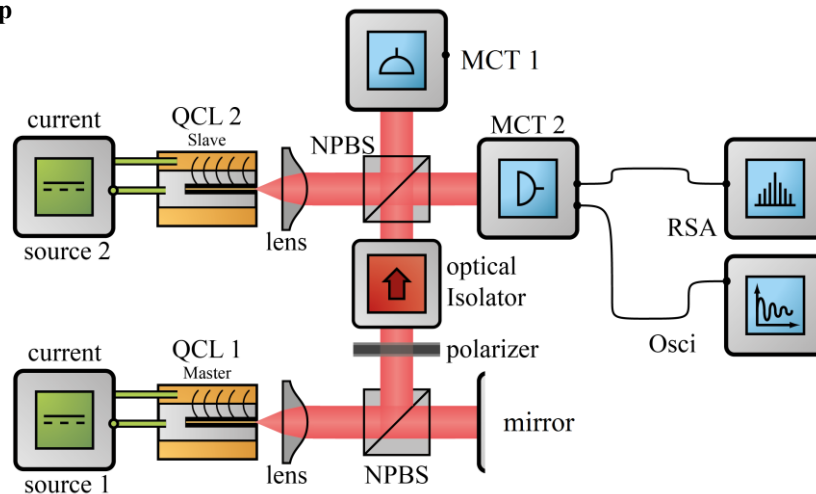 p
MCT 1
current
QCL 2
Slave
NPBS
MCT 2
source 2
lens
RSA
optical
Isolator
Osci
polarizer
current
QCL 1
Master
mirror
source 1
lens
NPBS